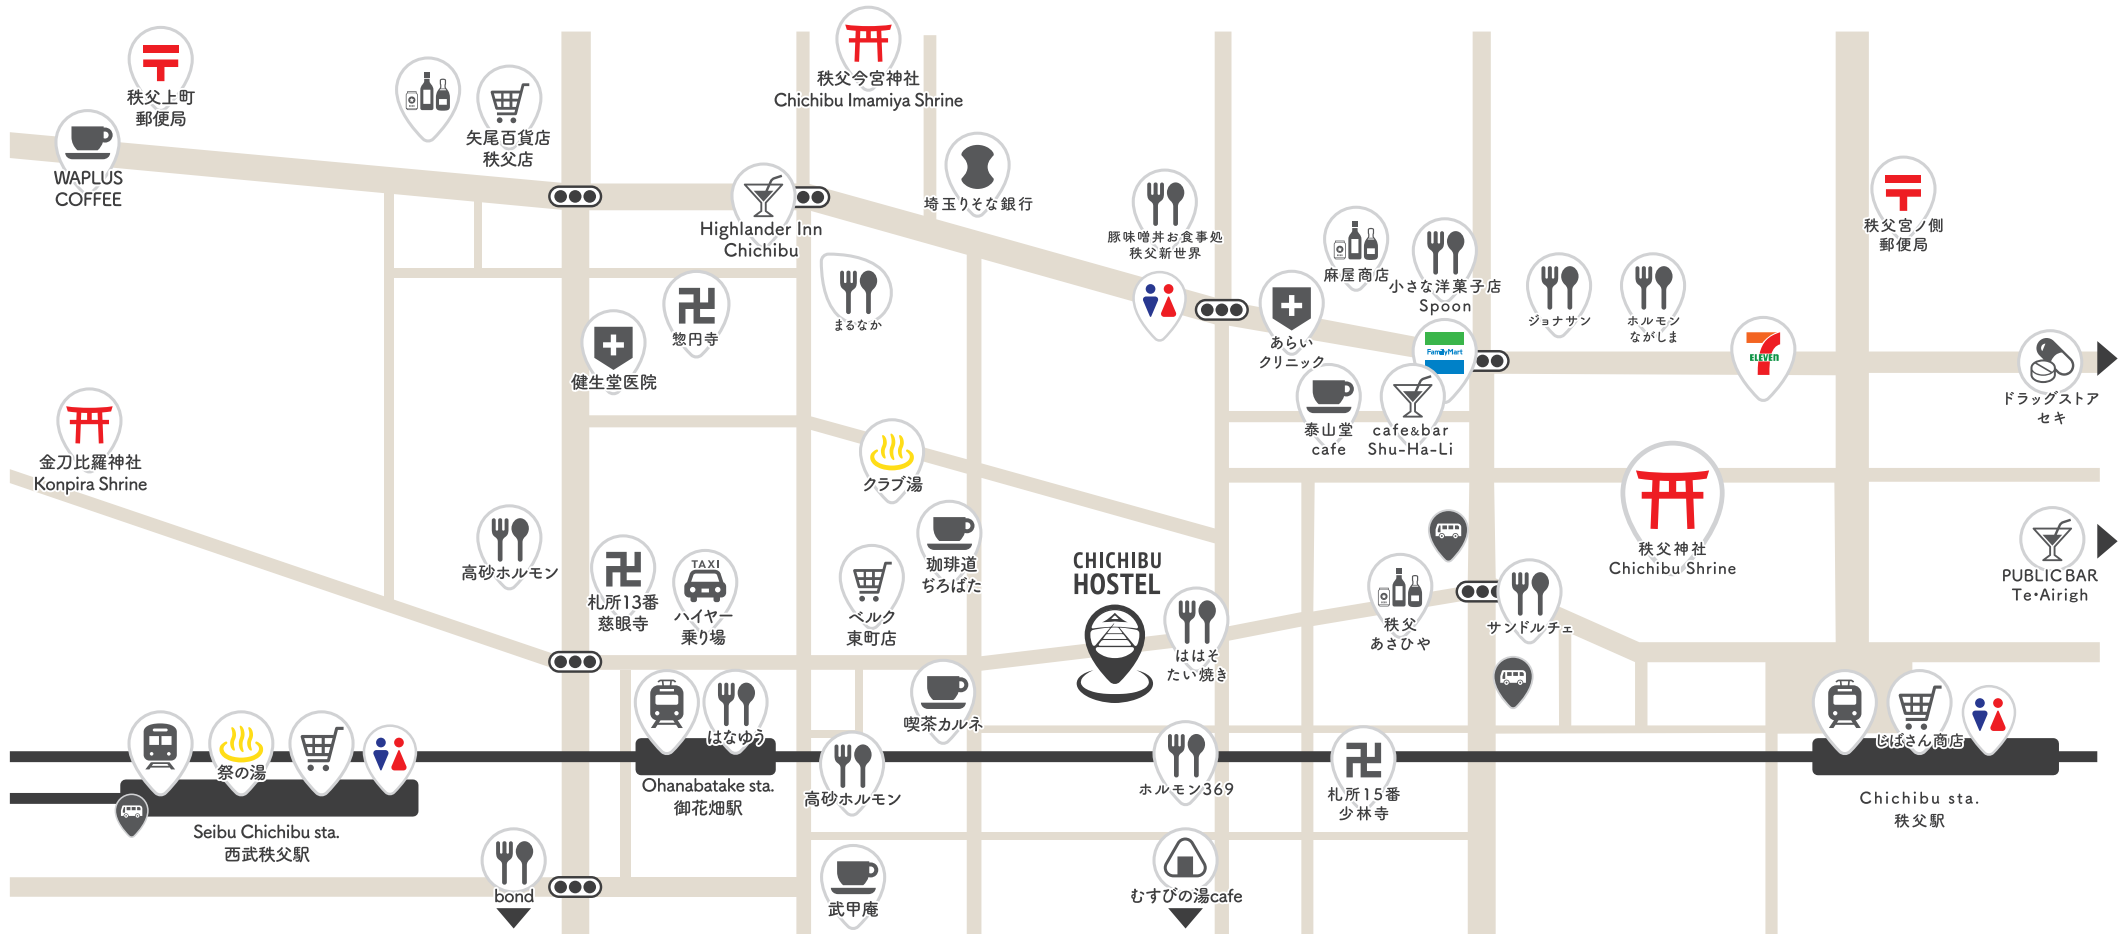 秩父上町
郵便局
WAPLUS
COFFEE
矢尾百貨店
秩父店
秩父今宮神社
Chichibu Imamiya Shrine
Highlander Inn
Chichibu
埼玉りそな銀行
豚味噌丼お食事処
秩父新世界
麻屋商店
小さな洋菓子店
Spoon
ジョナサン
ホルモン
ながしま
秩父宮ノ側
郵便局
惣円寺
まるなか
健生堂医院
あらい
クリニック
FamilyMart
7
ELEVEN
ドラッグストア
セキ
泰山堂
cafe
cafe&bar
Shu-Ha-Li
金刀比羅神社
Konpira Shrine
クラブ湯
高砂ホルモン
札所13番
慈眼寺
TAXI
ハイヤー
乗り場
ベルク
東町店
珈琲道
ぢろばた
CHICHIBU
HOSTEL
ははそ
たい焼き
秩父
あさひや
サンドルチェ
秩父神社
Chichibu Shrine
PUBLIC BAR
Te・Airigh
祭の湯
Seibu Chichibu sta.
西武秩父駅
はなゆう
Ohanabatake sta.
御花畑駅
喫茶カルネ
高砂ホルモン
ホルモン369
札所15番
少林寺
じばさん商店
Chichibu sta.
秩父駅
bond
武甲庵
むすびの湯cafe